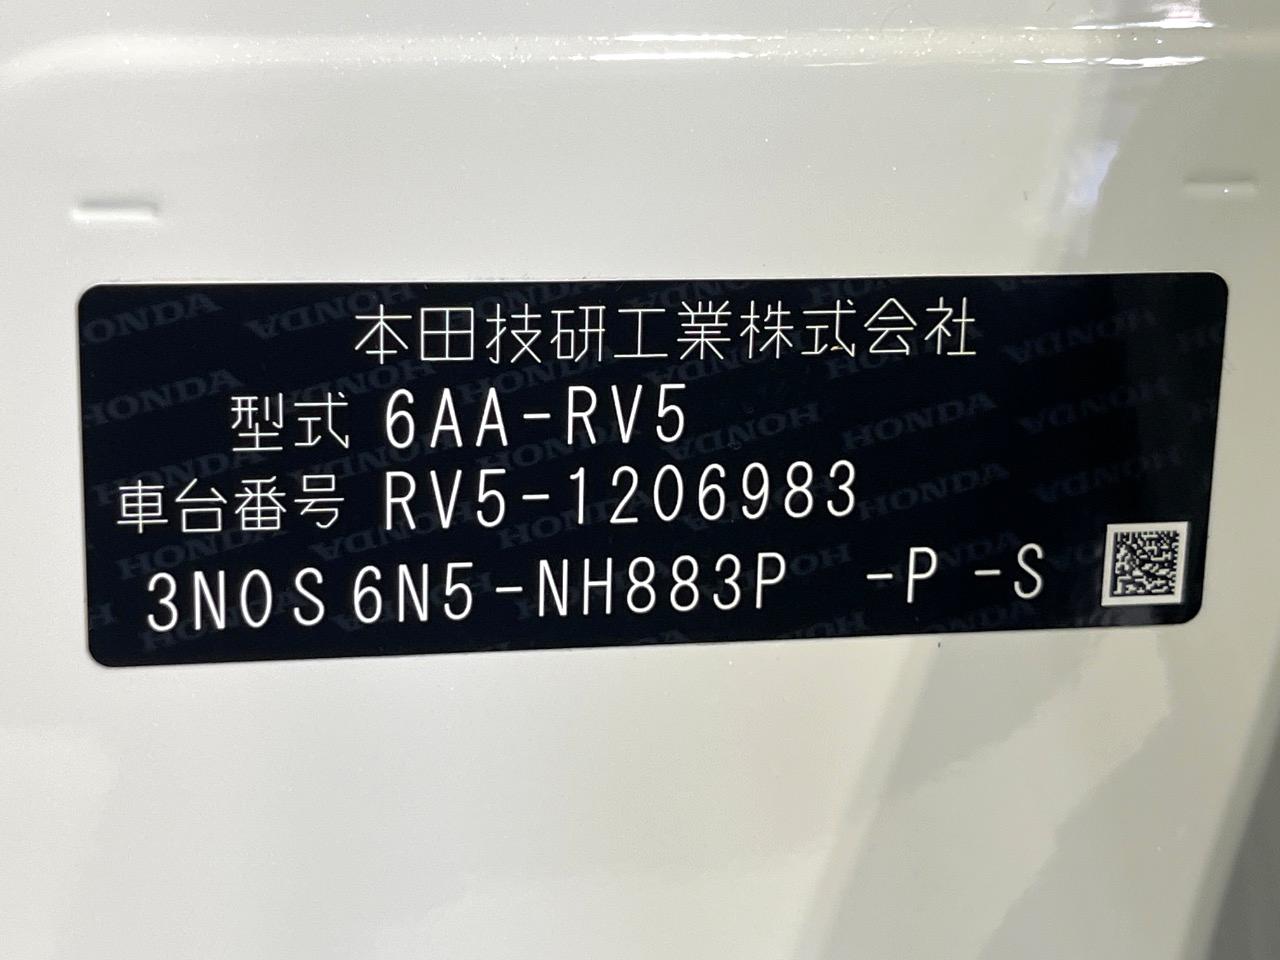 本田技研工業株式会社
型式 6AA-RV5
車台番号 RV5-1206983
3N0S6N5-NH883P -P -S